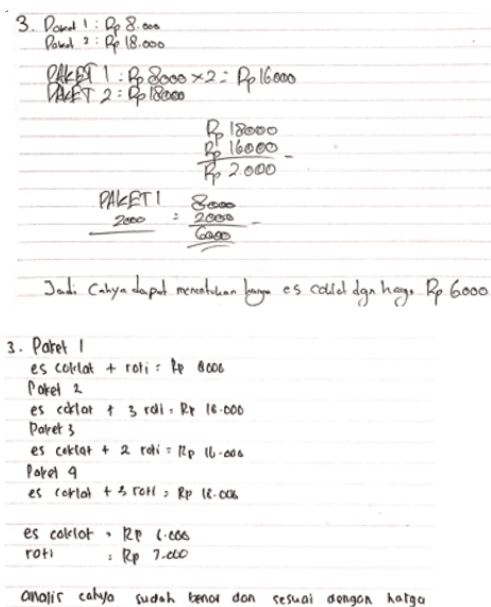 3. Paket 1 : Rp 8.000
Paket 2 : Rp 18.000
PAKET 1 : Rp 8000 x 2 = Rp 16000
PAKET 2 : Rp 18000
Rp 18000
Rp 16000 -
Rp 2.000
PAKET 1
2000
: 8000
2000 -
6000
Jadi Cahya dapat menentukan harga es coklat dgn harga Rp 6000
3. Paket 1
es coklat + roti = Rp 8000
Paket 2
es coklat + 3 roti = Rp 18.000
Paket 3
es coklat + 2 roti = Rp 16.000
Paket 4
es coklat + 3 roti = Rp 18.000
es coklat = Rp 6.000
roti : Rp 2.000
analis cahya sudah benar dan sesuai dengan harga